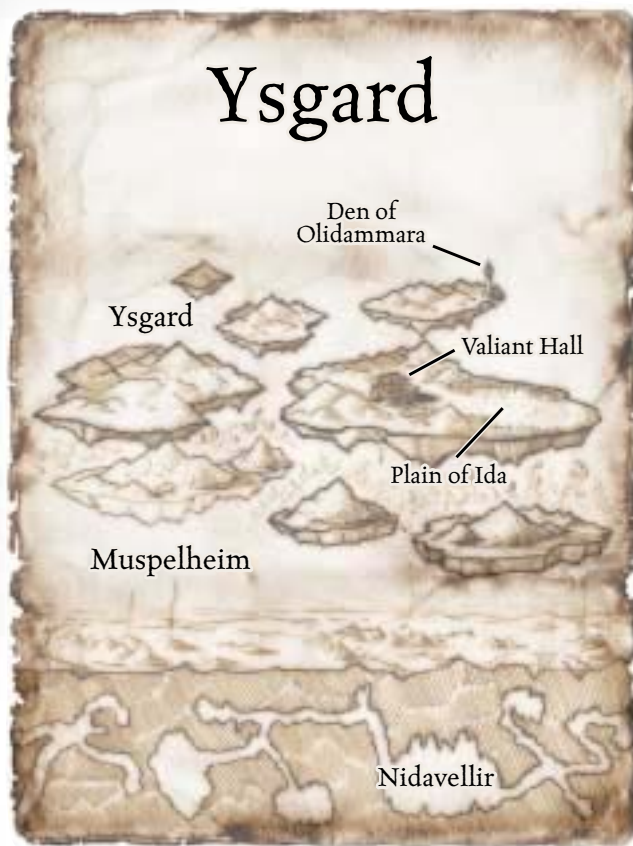 Ysgard
Den of
Olidammara
Ysgard
Valiant Hall
Plain of Ida
Muspelheim
Nidavellir